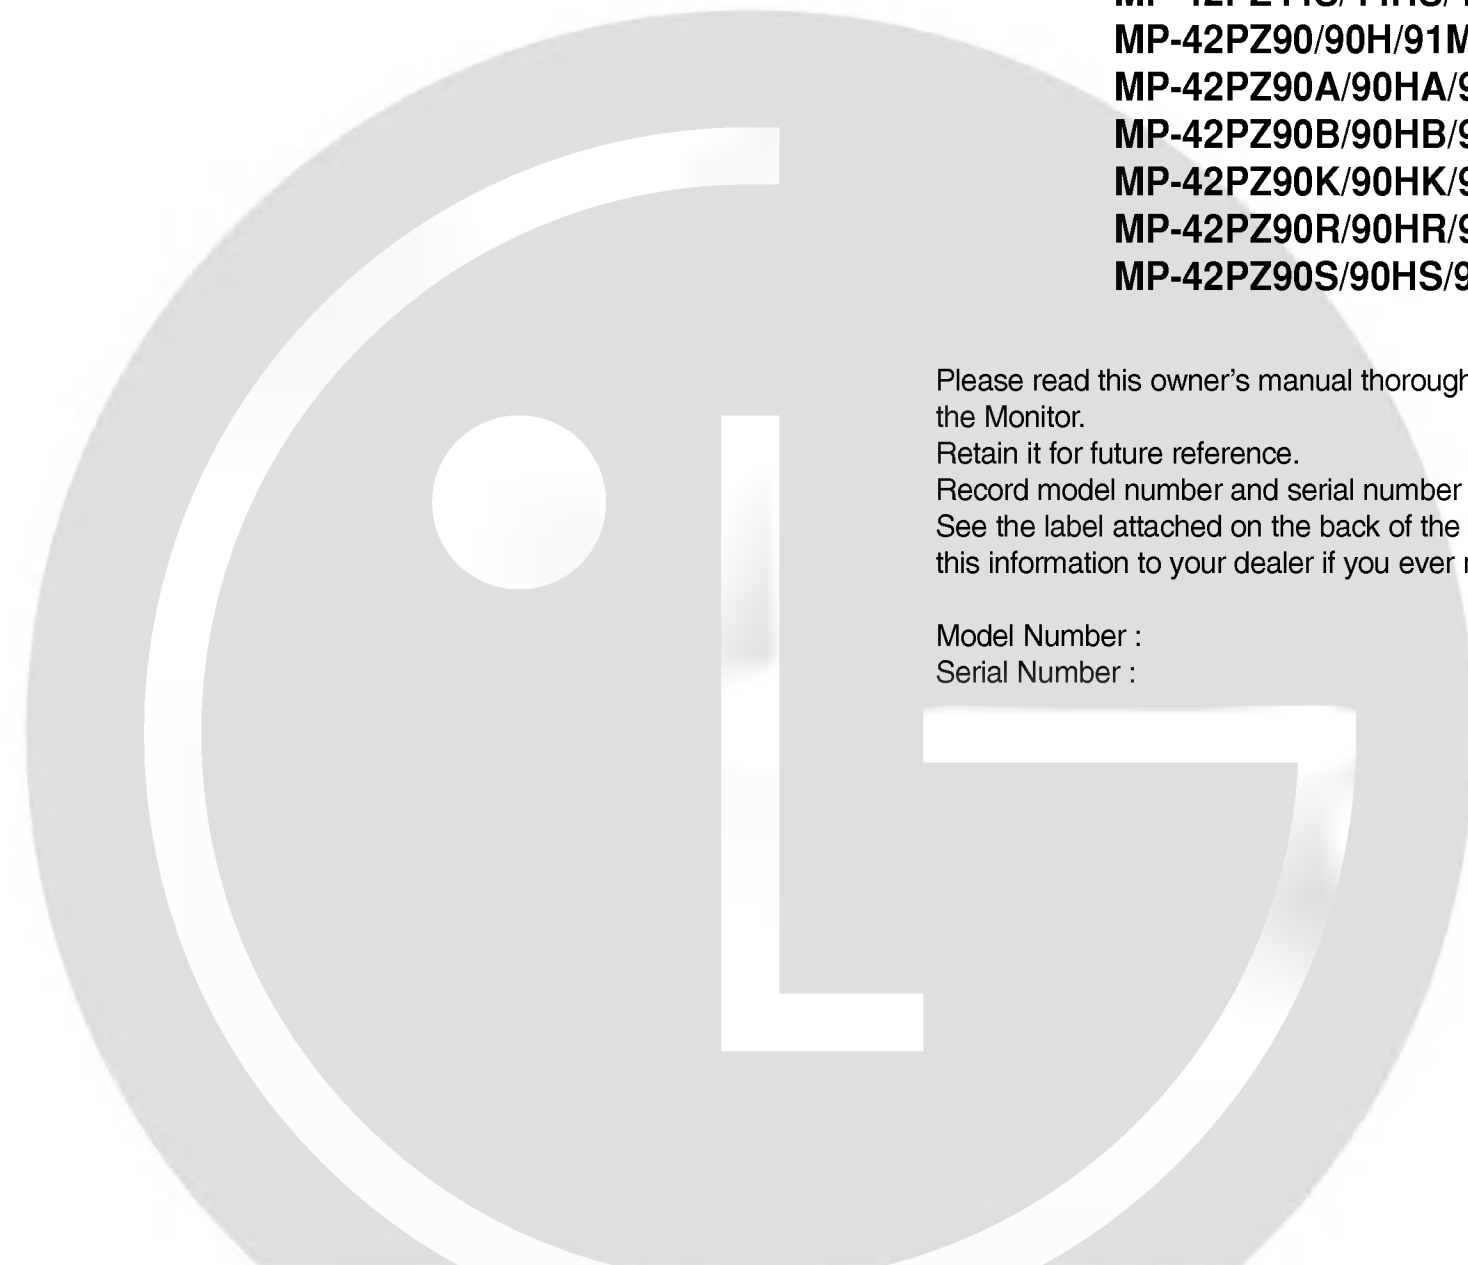 MP-42PZ90/90H/91M
MP-42PZ90A/90HA/9
MP-42PZ90B/90HB/9
MP-42PZ90K/90HK/9
MP-42PZ90R/90HR/9
MP-42PZ90S/90HS/9
Please read this owner’s manual thorough
the Monitor.
Retain it for future reference.
Record model number and serial number
See the label attached on the back of the
this information to your dealer if you ever
Model Number :
Serial Number :
LG